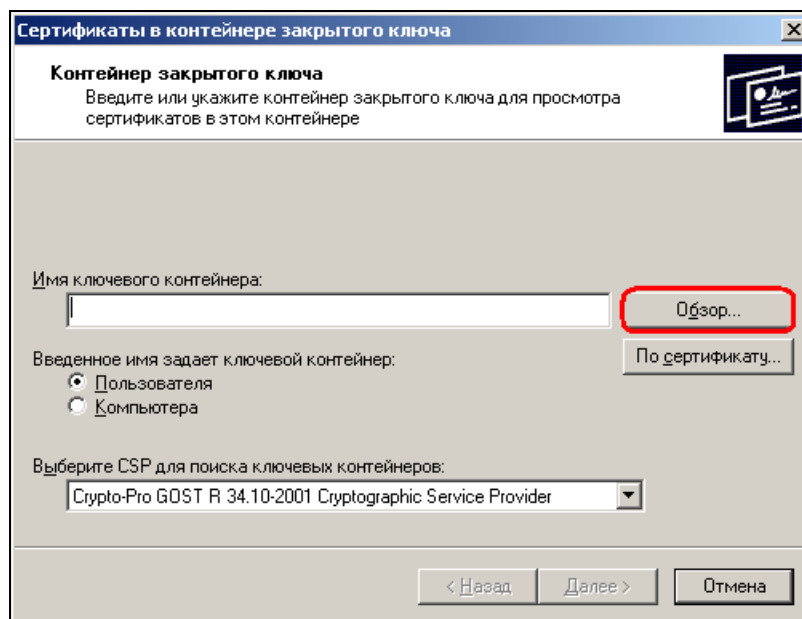 Сертификаты в контейнере закрытого ключа
Контейнер закрытого ключа
Введите или укажите контейнер закрытого ключа для просмотра
сертификатов в этом контейнере
Имя ключевого контейнера:
Обзор...
Введенное имя задает ключевой контейнер:
По сертификату...
Пользователя
Компьютера
Выберите CSP для поиска ключевых контейнеров:
Crypto-Pro GOST R 34.10-2001 Cryptographic Service Provider
< Назад
Далее >
Отмена